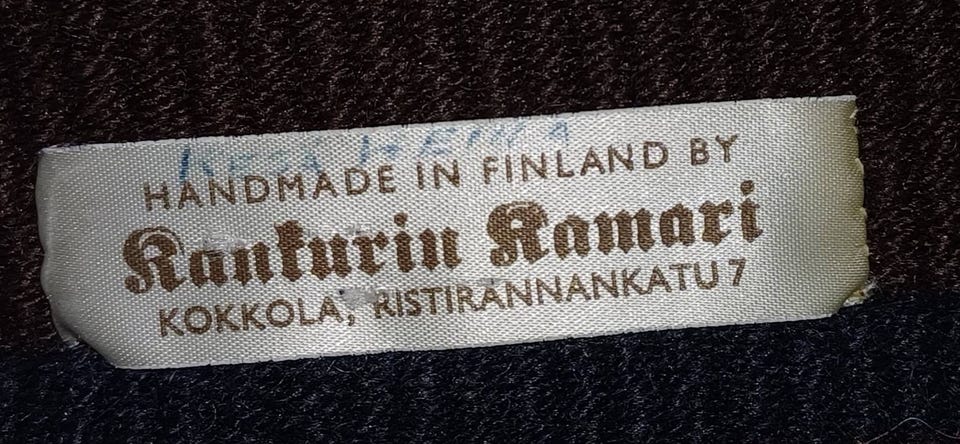 HANDMADE IN FINLAND BY
Kankurin Kamari
KOKKOLA, RISTIRANNANKATU 7